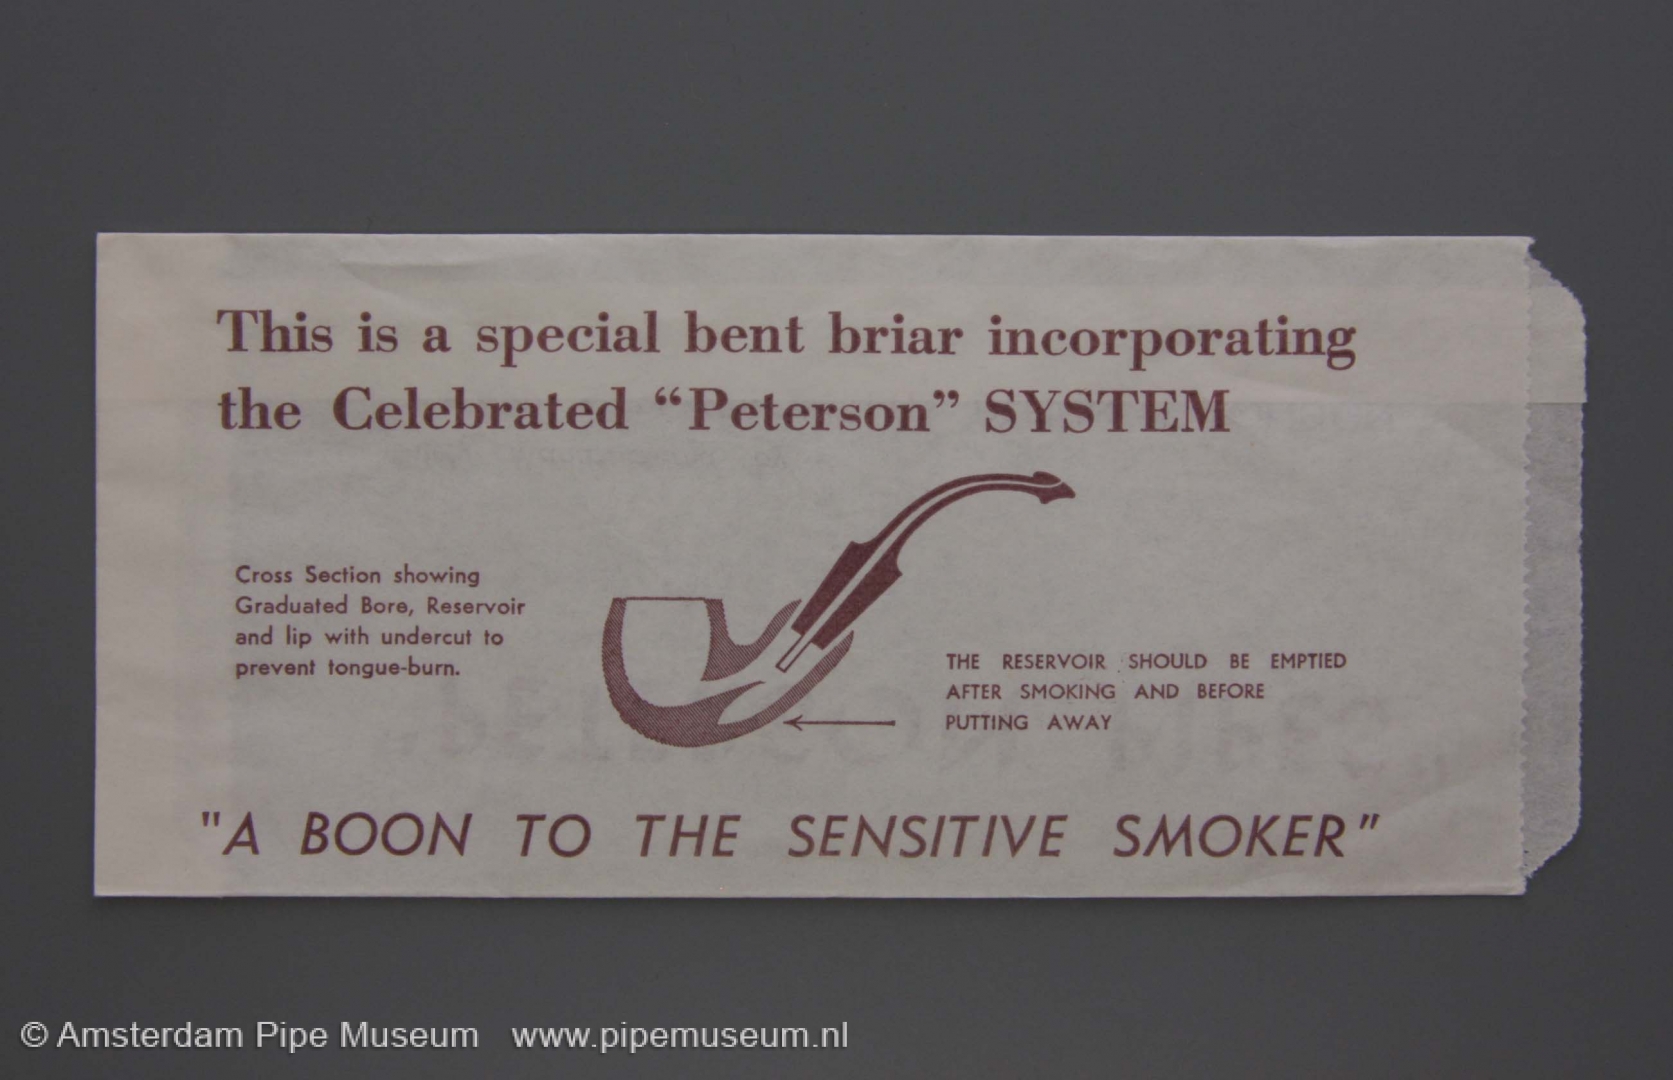 This is a special bent briar incorporating
the Celebrated “Peterson” SYSTEM
Cross Section showing
Graduated Bore, Reservoir
and lip with undercut to
prevent tongue-burn.
THE RESERVOIR SHOULD BE EMPTIED
AFTER SMOKING AND BEFORE
PUTTING AWAY
"A BOON TO THE SENSITIVE SMOKER"
© Amsterdam Pipe Museum www.pipemuseum.nl